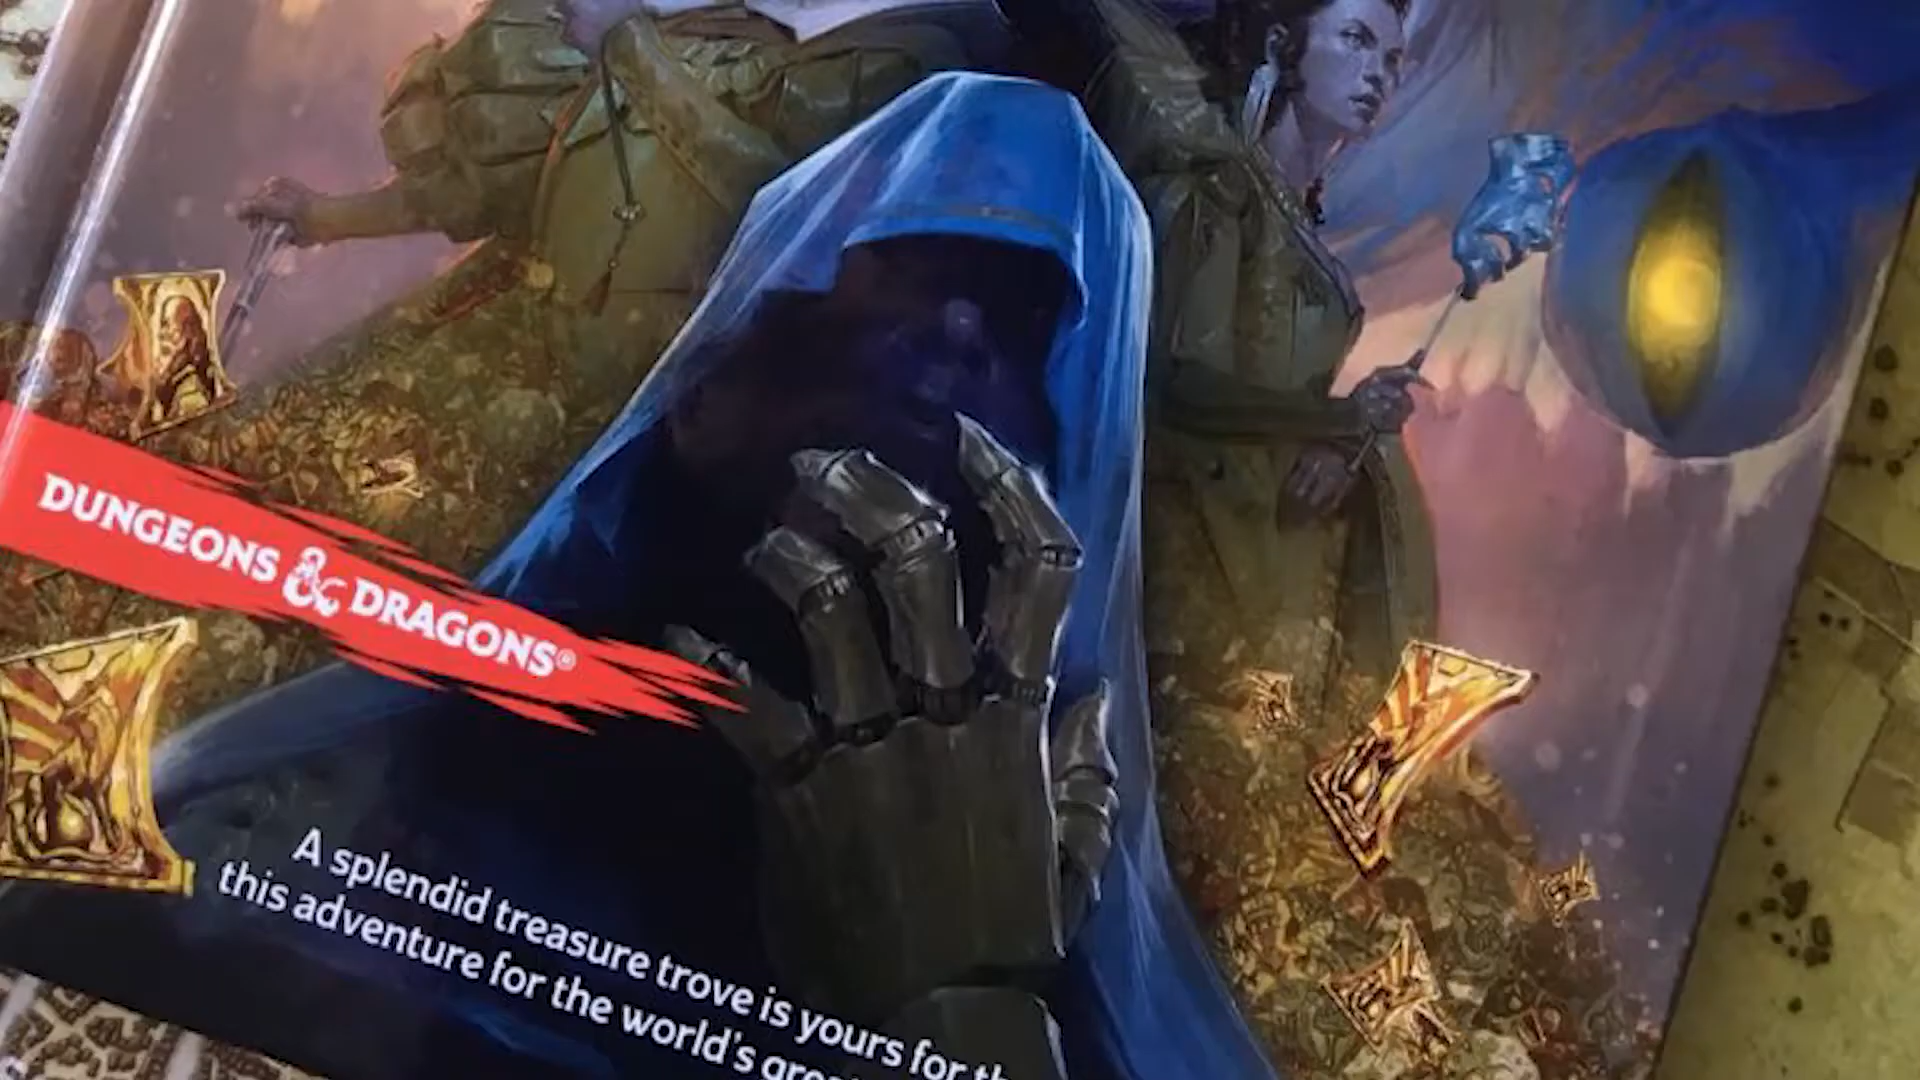 DUNGEONS & DRAGONS®
A splendid treasure trove is yours for
this adventure for the world's